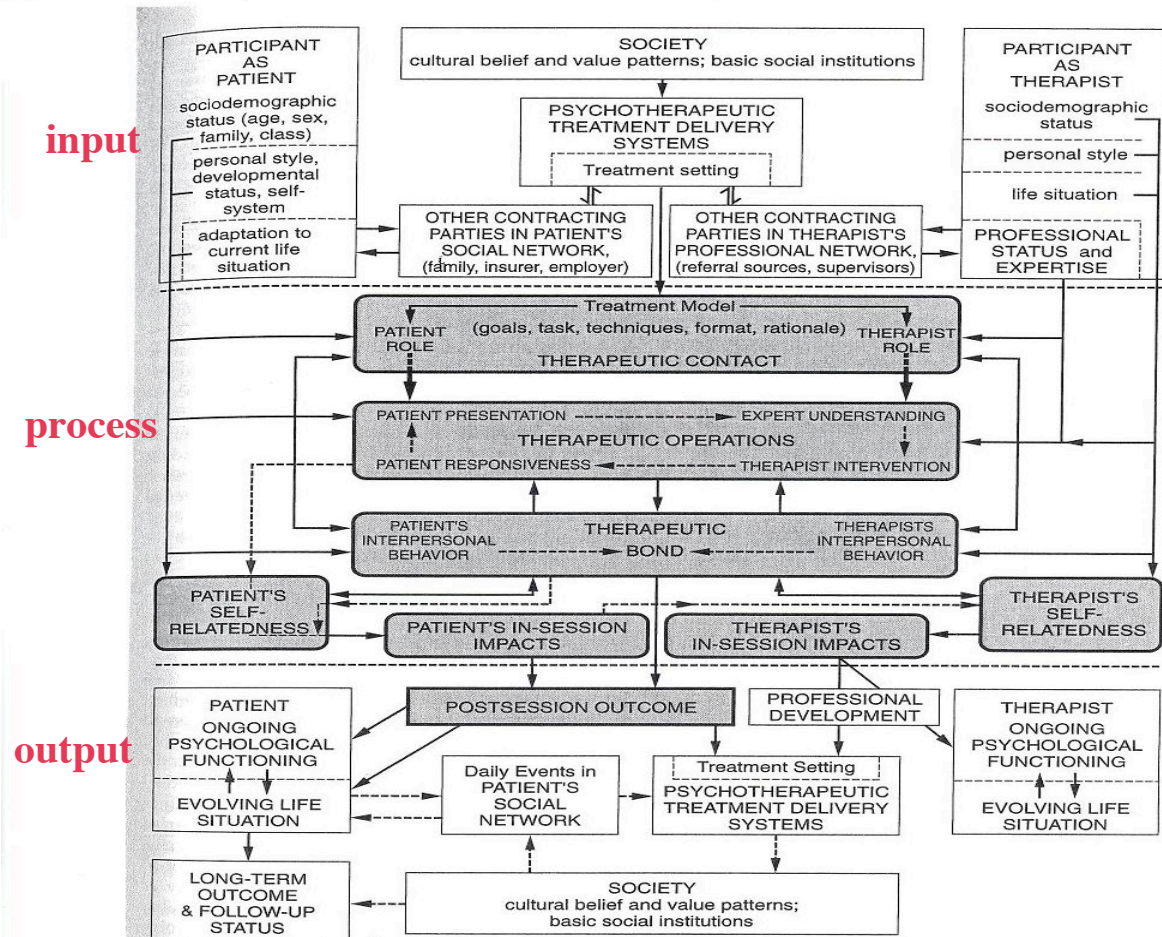 input
PARTICIPANT
AS
PATIENT
sociodemographic
status (age, sex,
family, class)
personal style,
developmental
status, self-
system
adaptation to
current life
situation
SOCIETY
cultural belief and value patterns; basic social institutions
PSYCHOTHERAPEUTIC
TREATMENT DELIVERY
SYSTEMS
Treatment setting
OTHER CONTRACTING
PARTIES IN PATIENT'S
SOCIAL NETWORK,
(family, insurer, employer)
OTHER CONTRACTING
PARTIES IN THERAPIST'S
PROFESSIONAL NETWORK,
(referral sources, supervisors)
PARTICIPANT
AS
THERAPIST
sociodemographic
status
personal style
life situation
PROFESSIONAL
STATUS and
EXPERTISE
process
Treatment Model
(goals, task, techniques, format, rationale)
PATIENT
ROLE
THERAPIST
ROLE
THERAPEUTIC CONTACT
PATIENT PRESENTATION
EXPERT UNDERSTANDING
THERAPEUTIC OPERATIONS
PATIENT RESPONSIVENESS
THERAPIST INTERVENTION
PATIENT'S
INTERPERSONAL
BEHAVIOR
THERAPEUTIC
BOND
THERAPISTS
INTERPERSONAL
BEHAVIOR
PATIENT'S
SELF-
RELATEDNESS
PATIENT'S IN-SESSION
IMPACTS
THERAPIST'S
IN-SESSION IMPACTS
THERAPIST'S
SELF-
RELATEDNESS
output
PATIENT
ONGOING
PSYCHOLOGICAL
FUNCTIONING
EVOLVING LIFE
SITUATION
POSTSESSION OUTCOME
PROFESSIONAL
DEVELOPMENT
THERAPIST
ONGOING
PSYCHOLOGICAL
FUNCTIONING
EVOLVING LIFE
SITUATION
Daily Events in
PATIENT'S
SOCIAL
NETWORK
Treatment Setting
PSYCHOTHERAPEUTIC
TREATMENT DELIVERY
SYSTEMS
LONG-TERM
OUTCOME
& FOLLOW-UP
STATUS
SOCIETY
cultural belief and value patterns;
basic social institutions